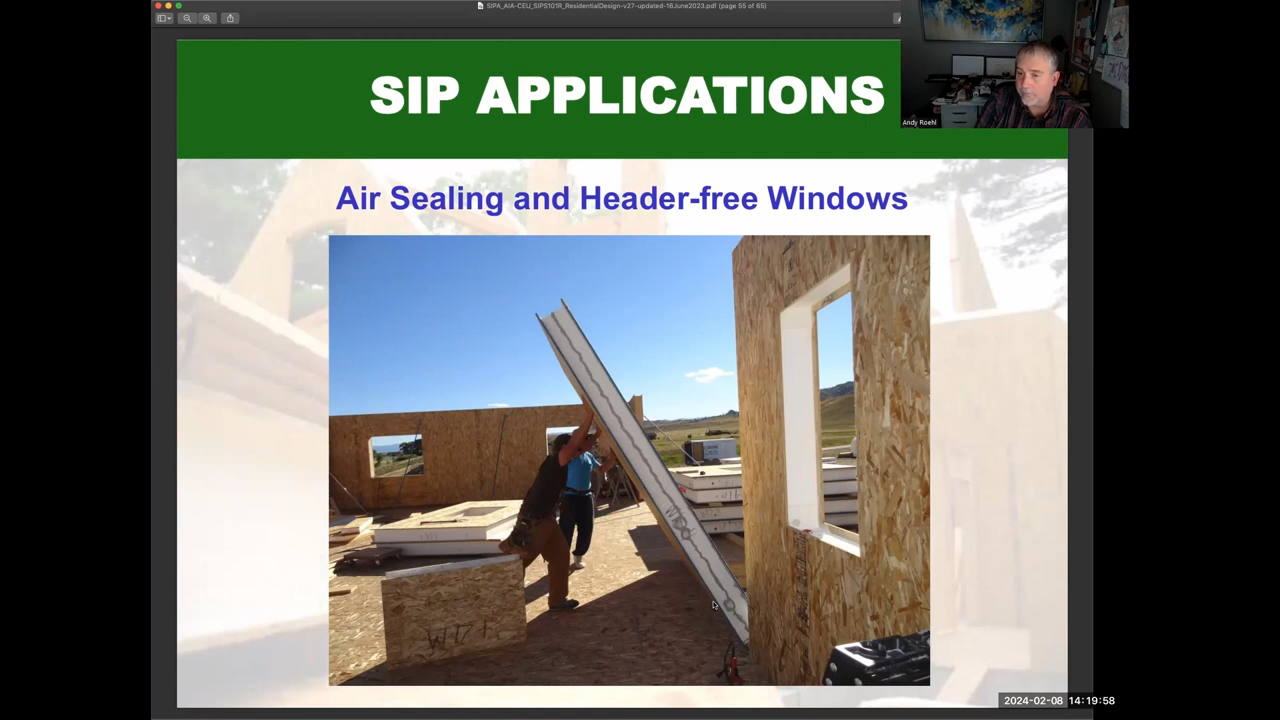 SIPA_AIA-CEU_SIPS101R_ResidentialDesign-v27-updated-16June2023.pdf (page 55 of 65)
SIP APPLICATIONS
Andy Roehl
Air Sealing and Header-free Windows
WD1
2024-02-08 14:19:58